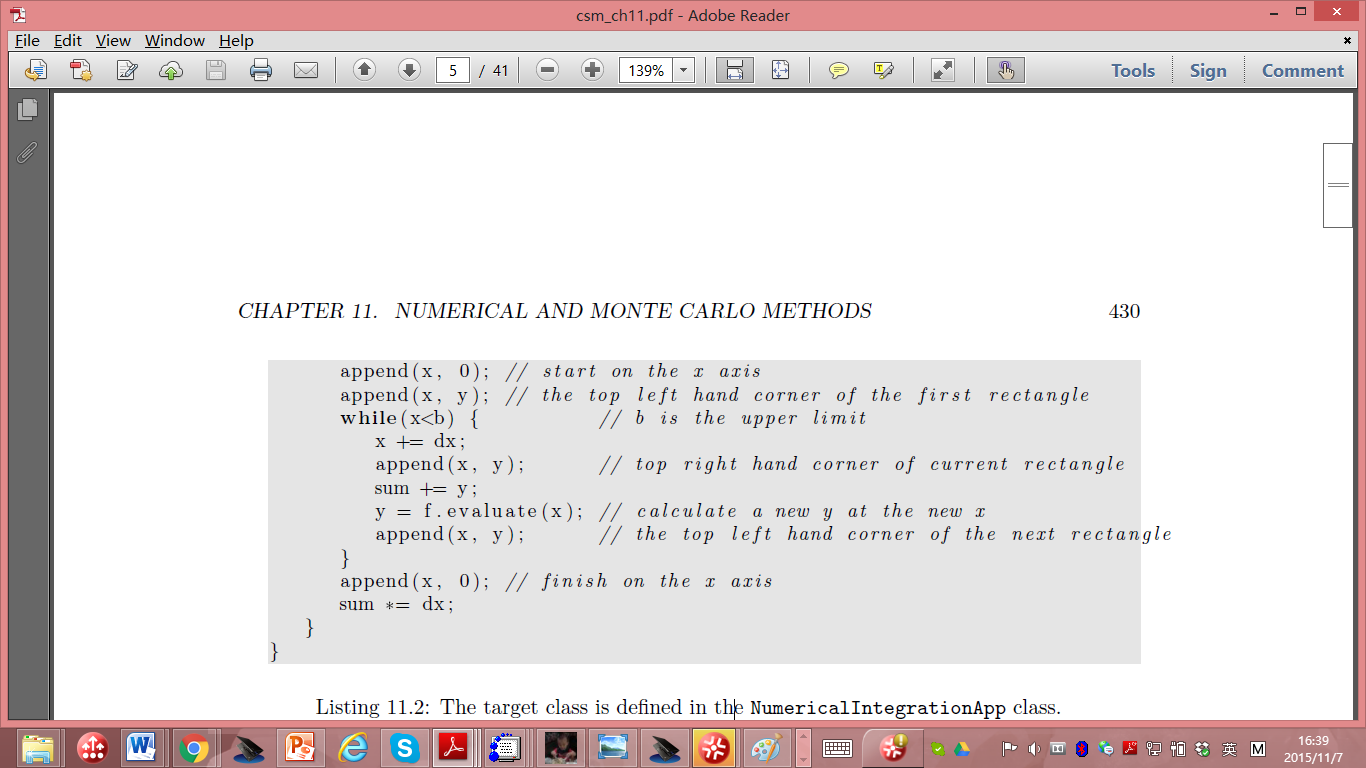 csm_ch11.pdf - Adobe Reader
File Edit View Window Help
5 / 41 139% Tools Sign Comment
CHAPTER 11. NUMERICAL AND MONTE CARLO METHODS 430
append(x, 0); // start on the x axis
append(x, y); // the top left hand corner of the first rectangle
while(x<b) { // b is the upper limit
x += dx;
append(x, y); // top right hand corner of current rectangle
sum += y;
y = f.evaluate(x); // calculate a new y at the new x
append(x, y); // the top left hand corner of the next rectangle
}
append(x, 0); // finish on the x axis
sum *= dx;
}
}
Listing 11.2: The target class is defined in the NumericalIntegrationApp class.
英 M
16:39
2015/11/7